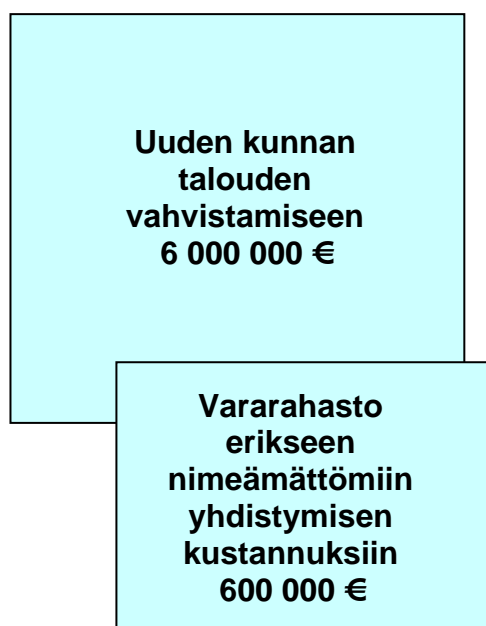 Uuden kunnan
talouden
vahvistamiseen
6 000 000 €
Vararahasto
erikseen
nimeämättömiin
yhdistymisen
kustannuksiin
600 000 €